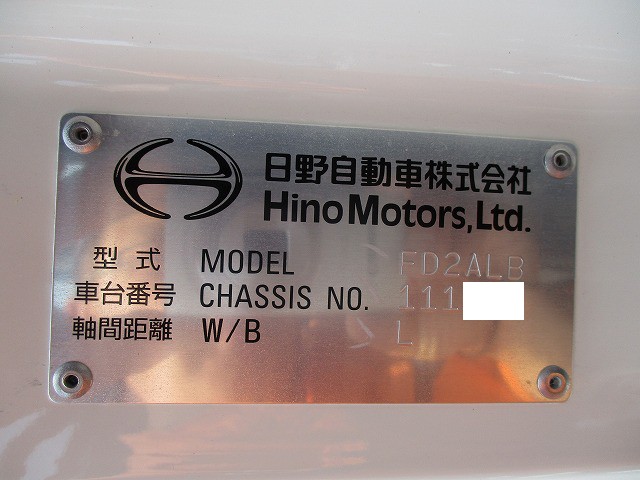 日野自動車株式会社
Hino Motors, Ltd.
型式 MODEL FD2ALB
車台番号 CHASSIS NO. 111
軸間距離 W/B L